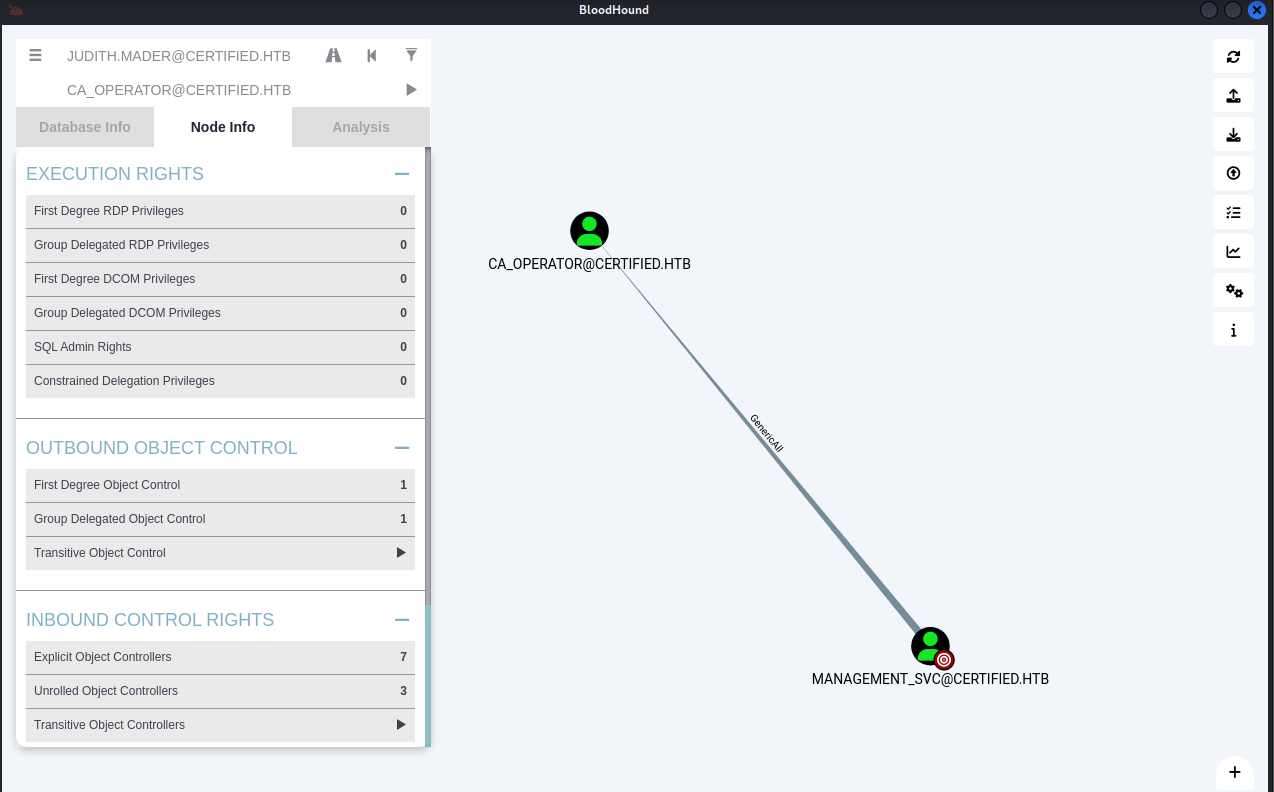 BloodHound
JUDITH.MADER@CERTIFIED.HTB
CA_OPERATOR@CERTIFIED.HTB
Database Info Node Info Analysis
EXECUTION RIGHTS
First Degree RDP Privileges 0
Group Delegated RDP Privileges 0
First Degree DCOM Privileges 0
Group Delegated DCOM Privileges 0
SQL Admin Rights 0
Constrained Delegation Privileges 0
OUTBOUND OBJECT CONTROL
First Degree Object Control 1
Group Delegated Object Control 1
Transitive Object Control
INBOUND CONTROL RIGHTS
Explicit Object Controllers 7
Unrolled Object Controllers 3
Transitive Object Controllers
CA_OPERATOR@CERTIFIED.HTB
GenericAll
MANAGEMENT_SVC@CERTIFIED.HTB